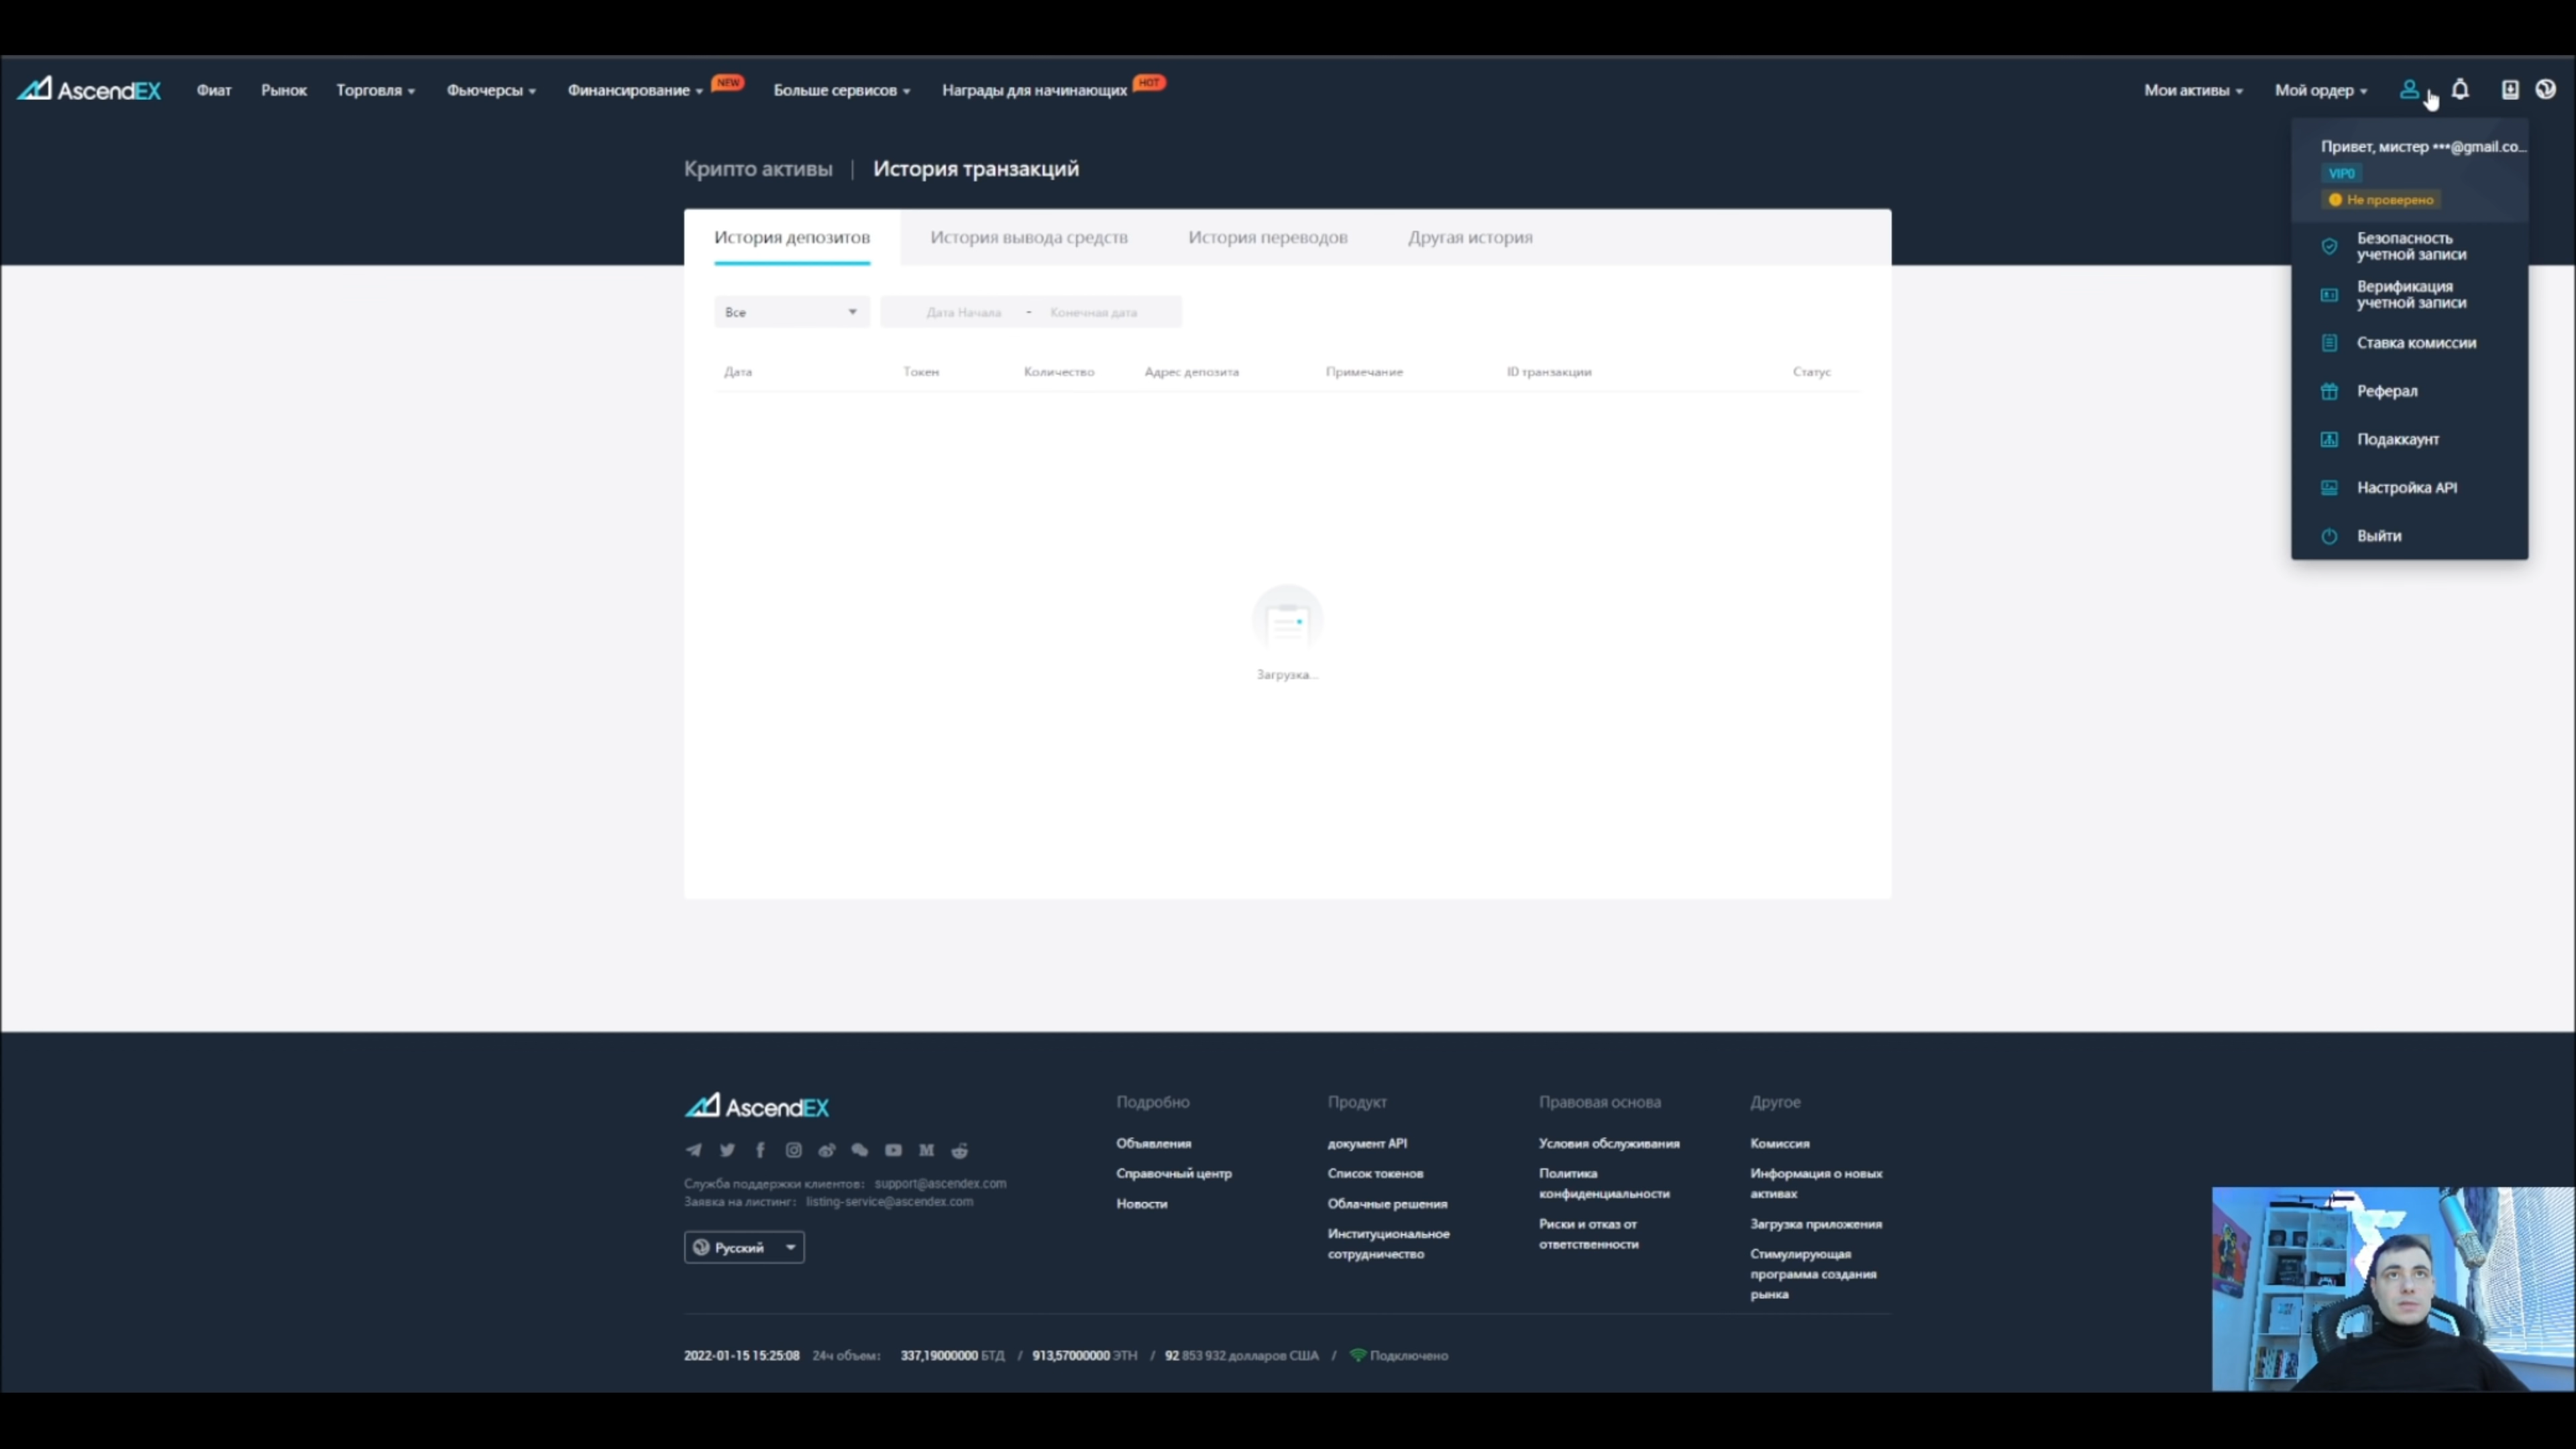 AscendEX
Фиат
Рынок
Торговля
Фьючерсы
Финансирование
NEW
Больше сервисов
Награды для начинающих
HOT
Мои активы
Мой ордер
Привет, мистер ***@gmail.co...
VIP0
Не проверено
Безопасность
учетной записи
Верификация
учетной записи
Ставка комиссии
Реферал
Подаккаунт
Настройка API
Выйти
Крипто активы | История транзакций
История депозитов
История вывода средств
История переводов
Другая история
Все
Дата Начала - Конечная дата
Дата
Токен
Количество
Адрес депозита
Примечание
ID транзакции
Статус
Загрузка...
AscendEX
Служба поддержки клиентов: support@ascendex.com
Заявка на листинг: listing-service@ascendex.com
Русский
Подробно
Объявления
Справочный центр
Новости
Продукт
документ API
Список токенов
Облачные решения
Институциональное
сотрудничество
Правовая основа
Условия обслуживания
Политика
конфиденциальности
Риски и отказ от
ответственности
Другое
Комиссия
Информация о новых
активах
Загрузка приложения
Стимулирующая
программа создания
рынка
2022-01-15 15:25:08 24ч объем: 337,19000000 БТД / 913,57000000 ЭТН / 92 853 932 долларов США / Подключено